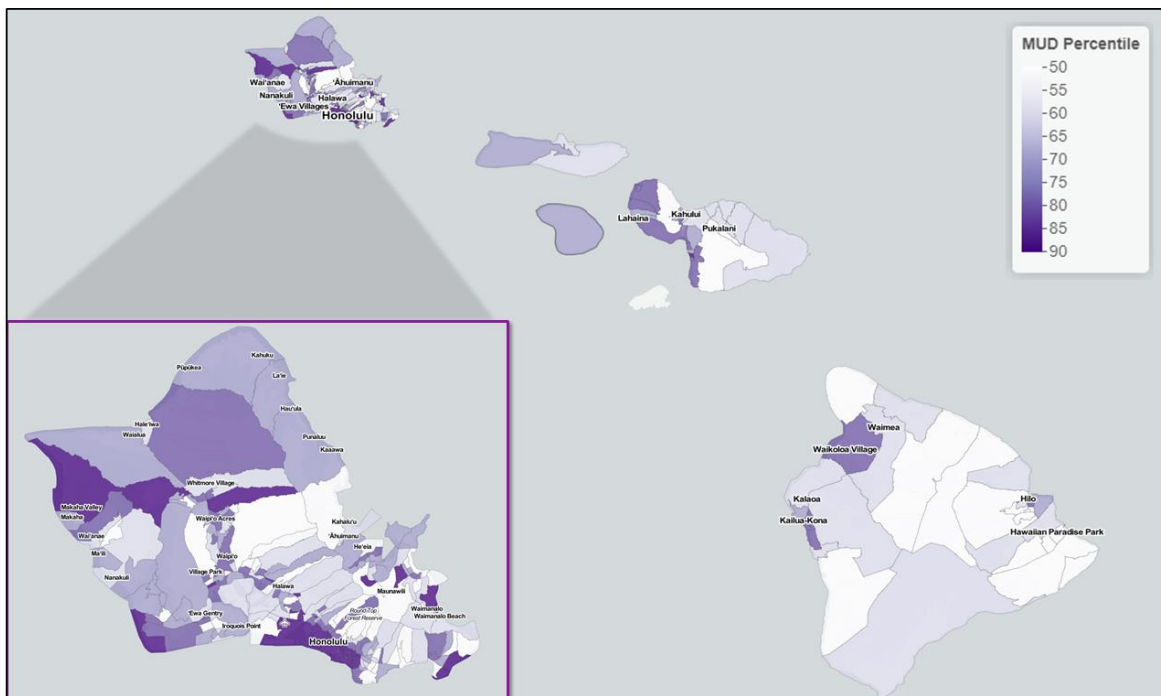 MUD Percentile
50
55
60
65
70
75
80
85
90
Wai'anae
'Āhuimanu
Nanakuli
Halawa
'Ewa Villages
Honolulu
Lahaina
Kahului
Pukalani
Waimea
Waikoloa Village
Kalaoa
Kailua-Kona
Hilo
Hawaiian Paradise Park
Kahuku
Pūpūkea
La'ie
Hau'ula
Hale'iwa
Waialua
Punaluu
Kaaawa
Whitmore Village
Makaha Valley
Makaha
Waipi'o Acres
Kahalu'u
Wai'anae
'Āhuimanu
He'eia
Ma'ili
Waipi'o
Village Park
Nanakuli
Halawa
Maunawili
Waimanalo
Waimanalo Beach
'Ewa Gentry
Round Top
Forest Reserve
Iroquois Point
Honolulu